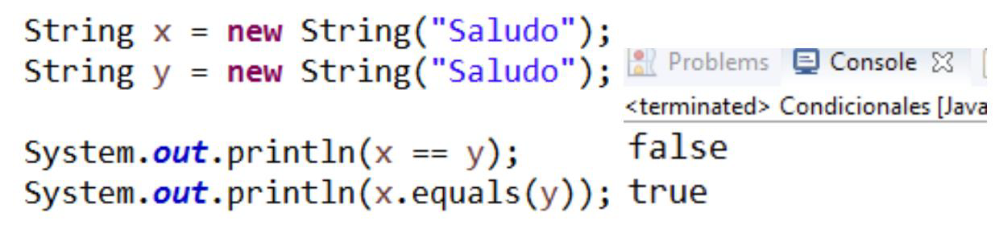 String x = new String("Saludo");
String y = new String("Saludo");
Problems Console
<terminated> Condicionales [Java
System.out.println(x == y);
false
System.out.println(x.equals(y));
true